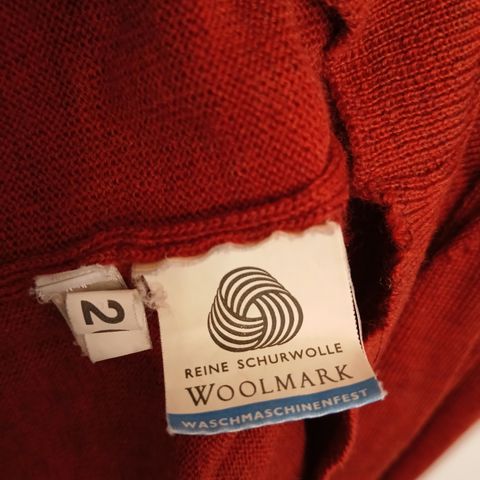 2
REINE SCHURWOLLE
WOOLMARK
WASCHMASCHINENFEST